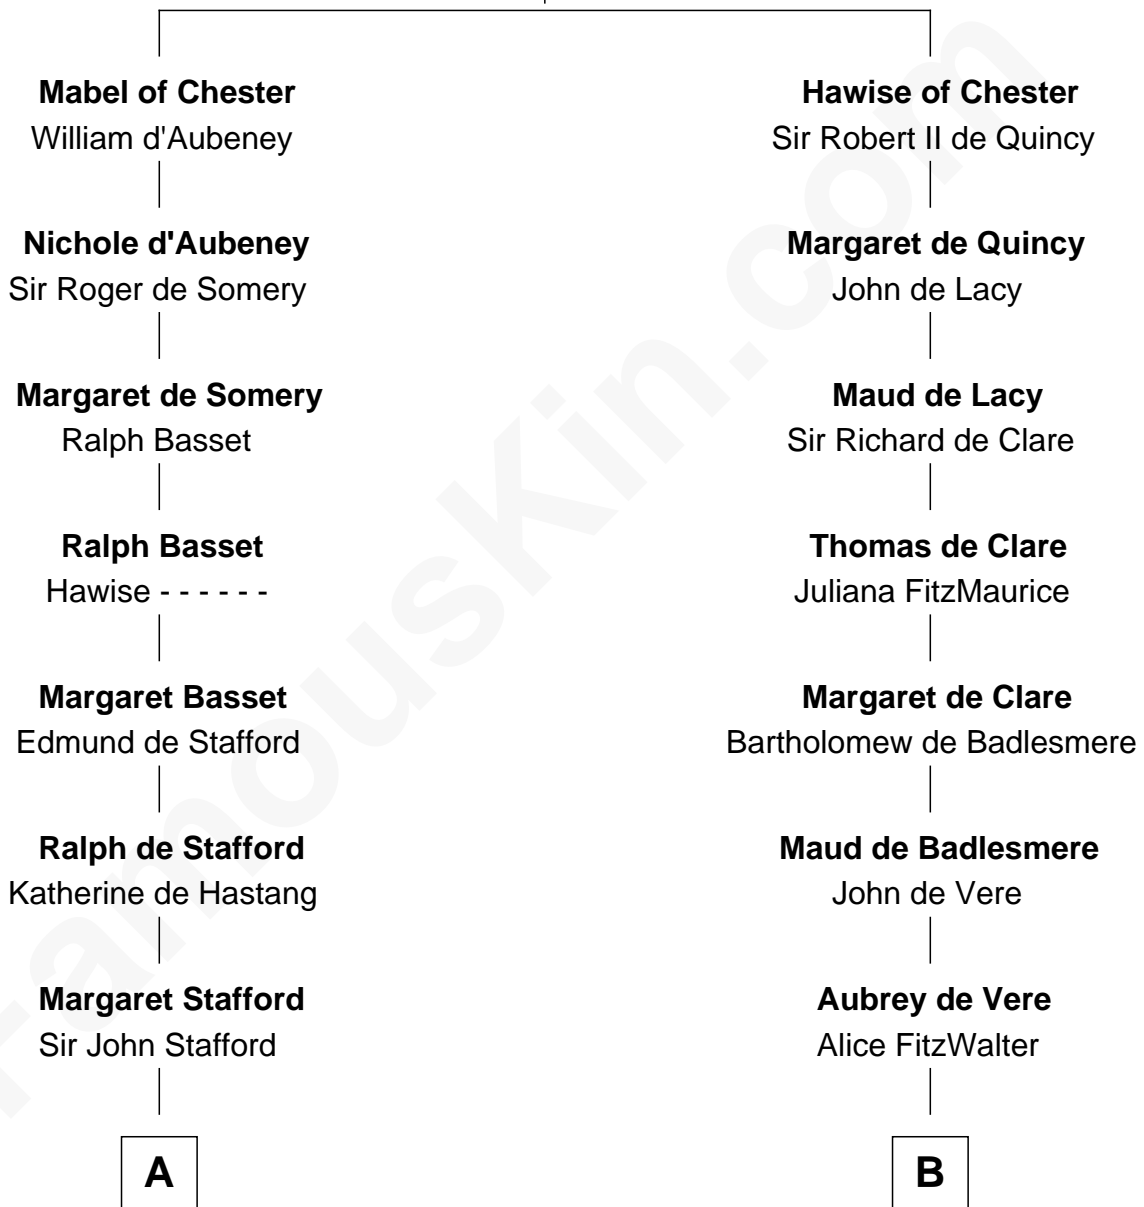 Mabel of Chester
William d'Aubeney
Nichole d'Aubeney
Sir Roger de Somery
Margaret de Somery
Ralph Basset
Ralph Basset
Hawise - - - - - -
Margaret Basset
Edmund de Stafford
Ralph de Stafford
Katherine de Hastang
Margaret Stafford
Sir John Stafford
A
Hawise of Chester
Sir Robert II de Quincy
Margaret de Quincy
John de Lacy
Maud de Lacy
Sir Richard de Clare
Thomas de Clare
Juliana FitzMaurice
Margaret de Clare
Bartholomew de Badlesmere
Maud de Badlesmere
John de Vere
Aubrey de Vere
Alice FitzWalter
B
FamousKin.com